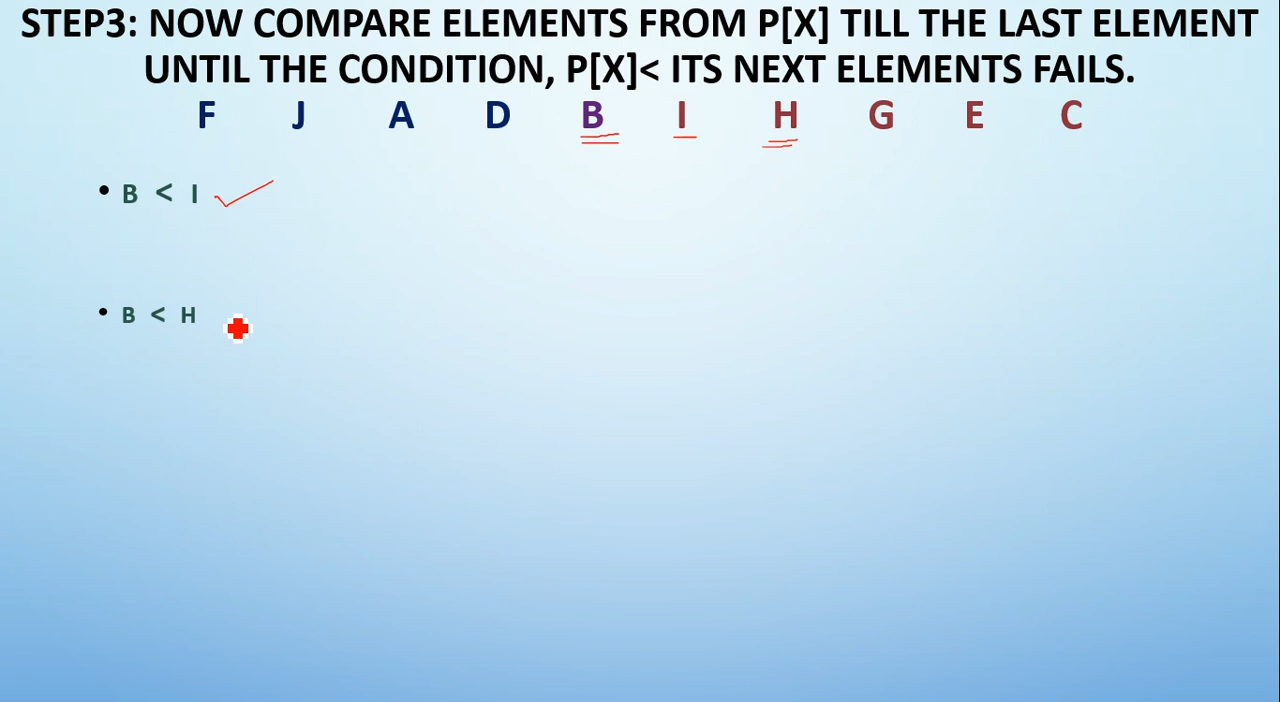 STEP3: NOW COMPARE ELEMENTS FROM P[X] TILL THE LAST ELEMENT
UNTIL THE CONDITION, P[X]< ITS NEXT ELEMENTS FAILS.
F J A D B I H G E C
• B < I
• B < H